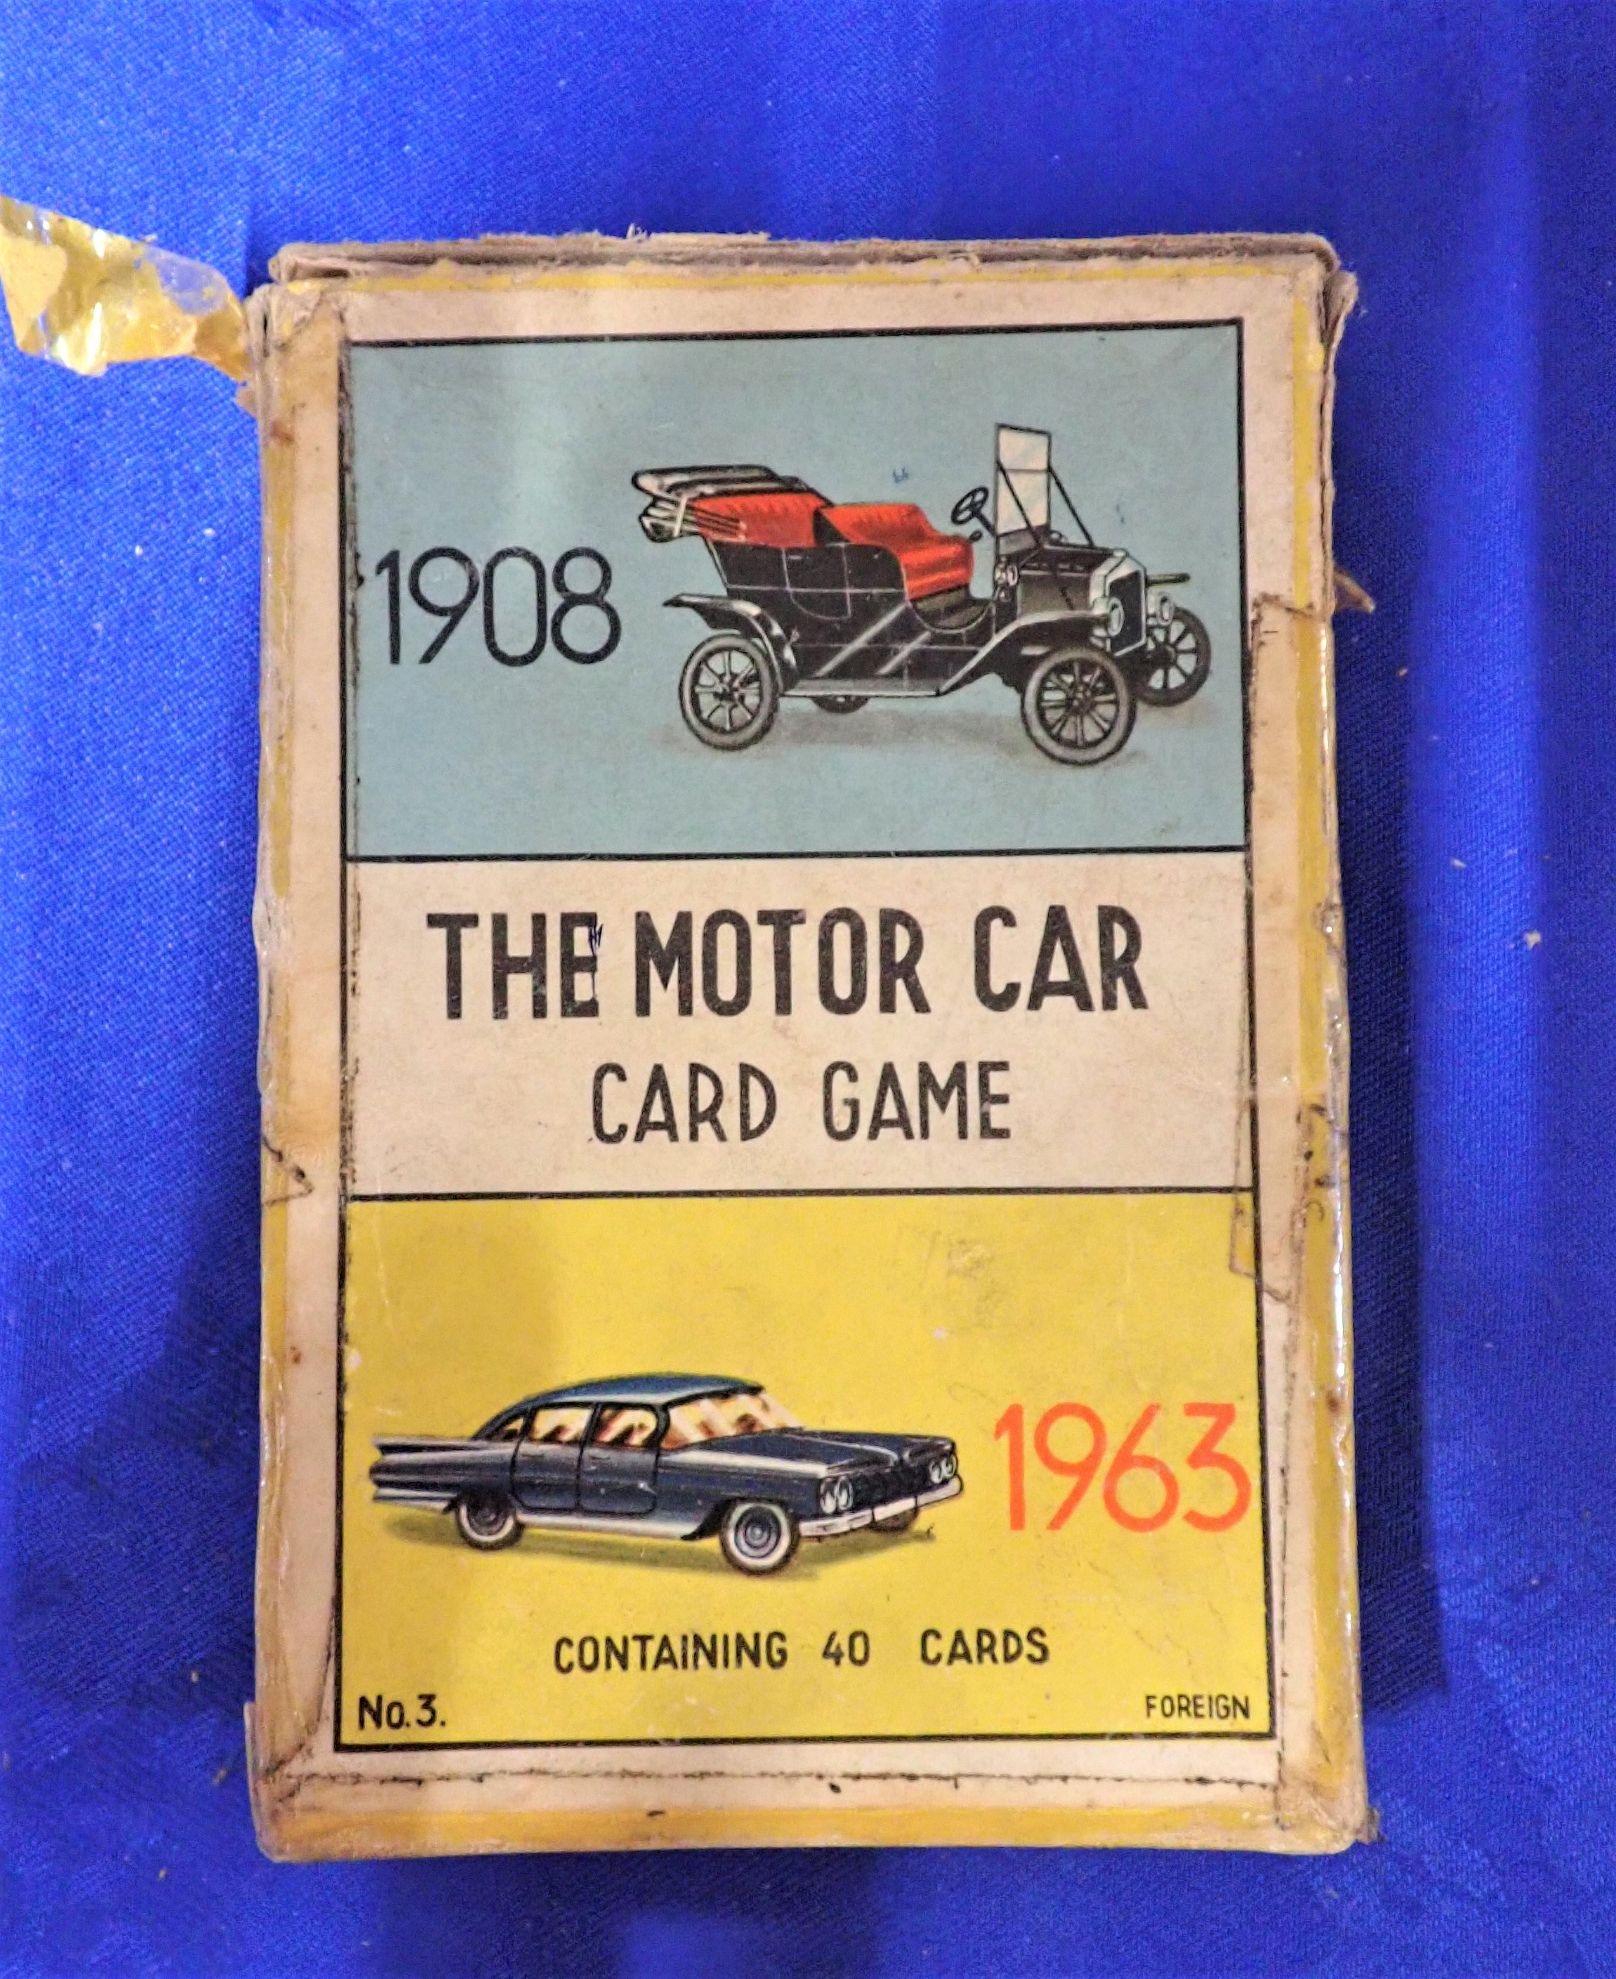 1908
THE MOTOR CAR
CARD GAME
1963
CONTAINING 40 CARDS
No. 3.
FOREIGN